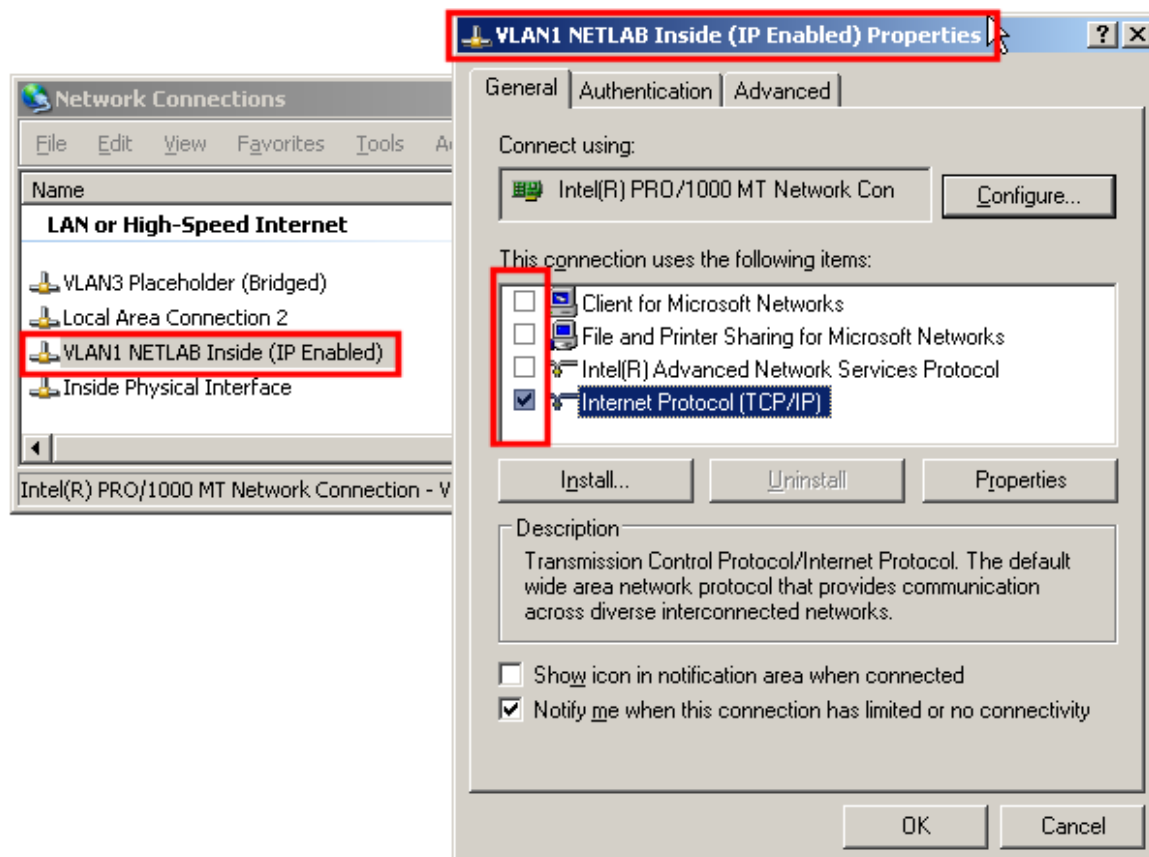 Network Connections
File Edit View Favorites Tools
Name
LAN or High-Speed Internet
VLAN3 Placeholder (Bridged)
Local Area Connection 2
VLAN1 NETLAB Inside (IP Enabled)
Inside Physical Interface
Intel(R) PRO/1000 MT Network Connection - V
VLAN1 NETLAB Inside (IP Enabled) Properties
General Authentication Advanced
Connect using:
Intel(R) PRO/1000 MT Network Con
Configure...
This connection uses the following items:
Client for Microsoft Networks
File and Printer Sharing for Microsoft Networks
Intel(R) Advanced Network Services Protocol
Internet Protocol (TCP/IP)
Install... Uninstall Properties
Description
Transmission Control Protocol/Internet Protocol. The default
wide area network protocol that provides communication
across diverse interconnected networks.
Show icon in notification area when connected
Notify me when this connection has limited or no connectivity
OK Cancel